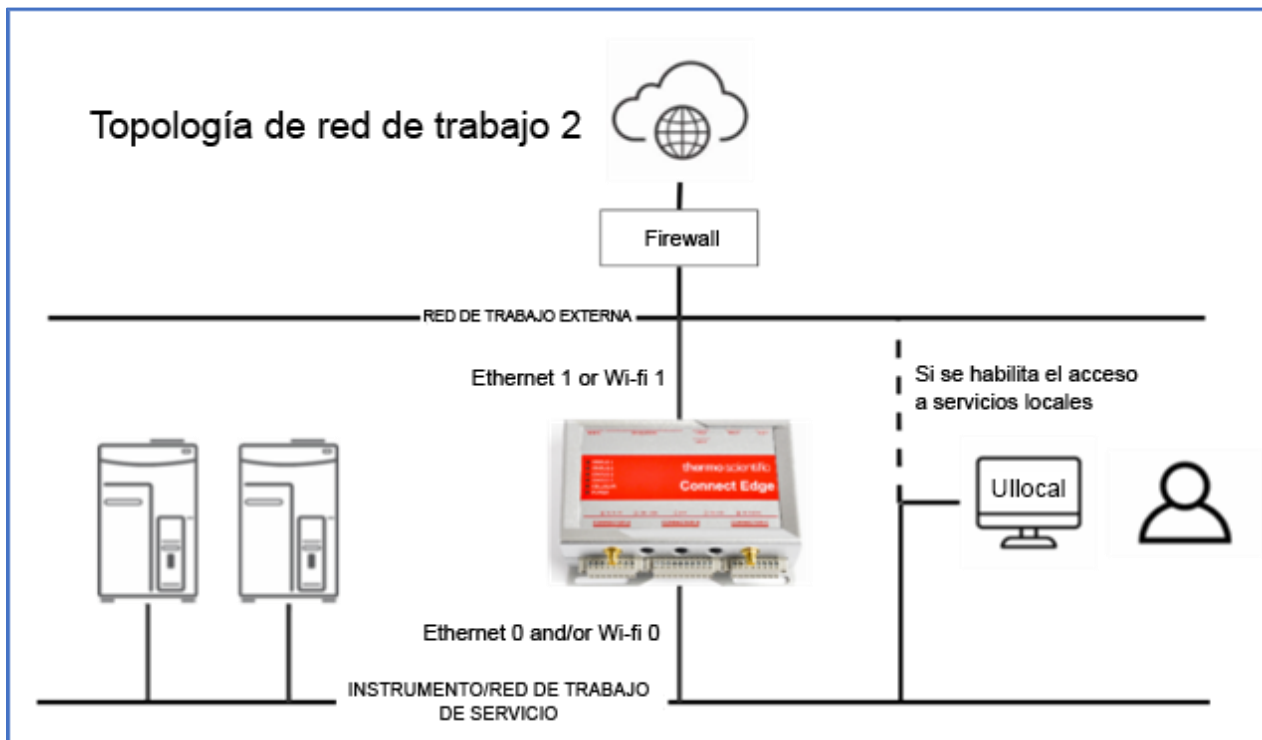 Topología de red de trabajo 2
Firewall
RED DE TRABAJO EXTERNA
Ethernet 1 or Wi-fi 1
Si se habilita el acceso
a servicios locales
thermo scientific
Connect Edge
Ullocal
Ethernet 0 and/or Wi-fi 0
INSTRUMENTO/RED DE TRABAJO
DE SERVICIO